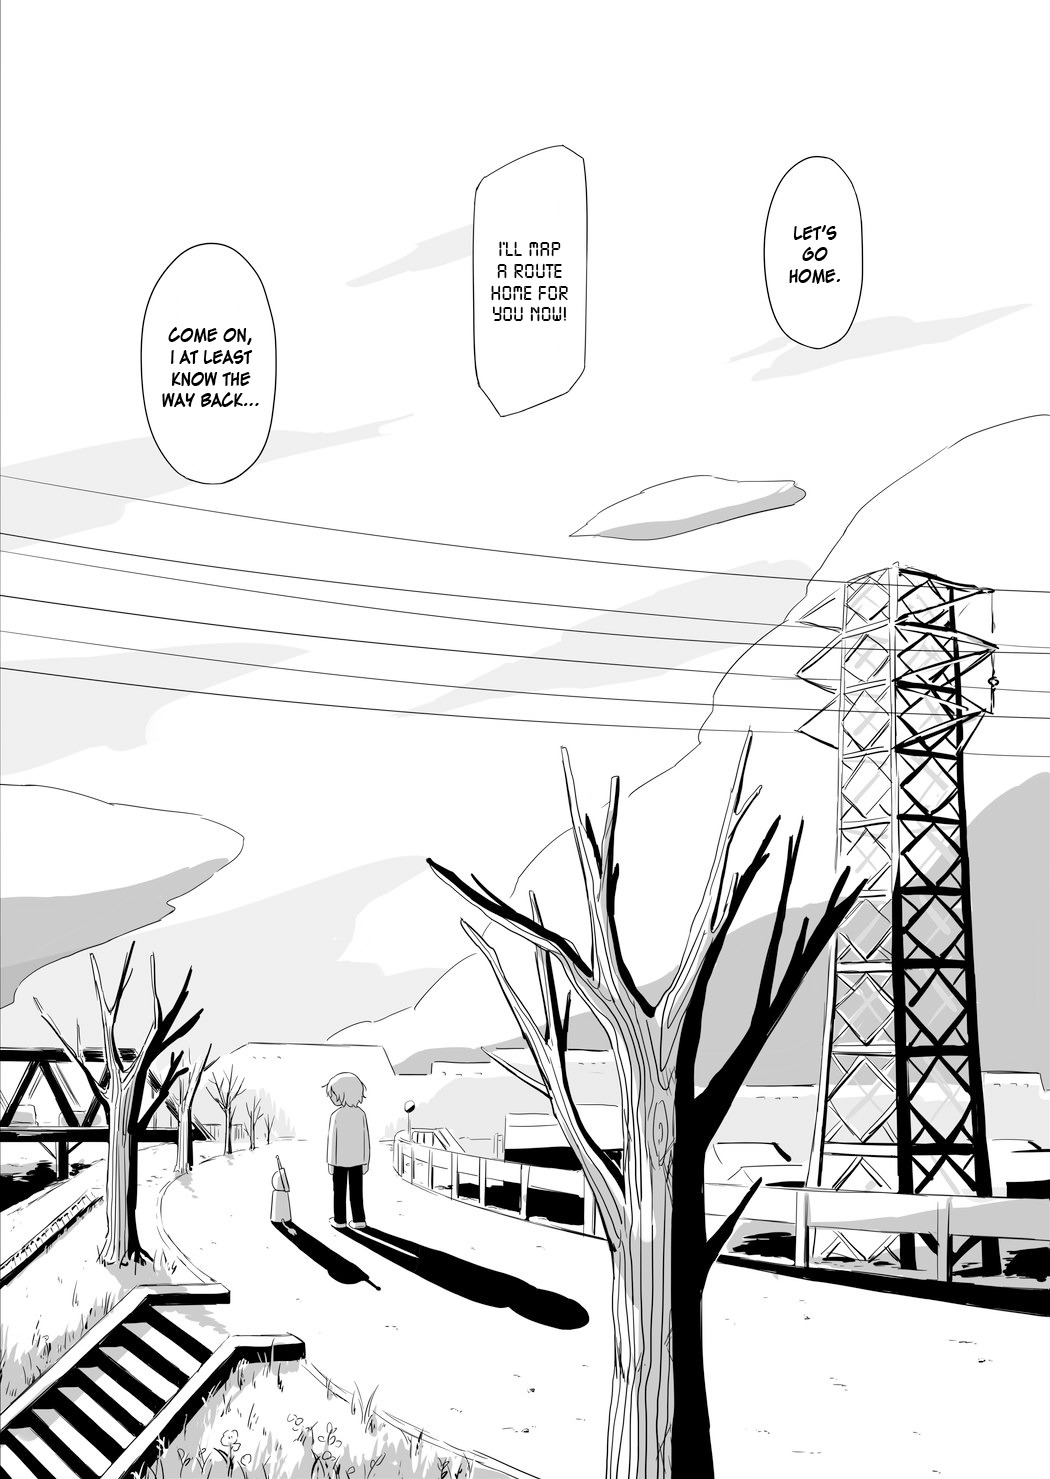 LET'S
GO
HOME.
I'LL MAP
A ROUTE
HOME FOR
YOU NOW!
COME ON,
I AT LEAST
KNOW THE
WAY BACK...